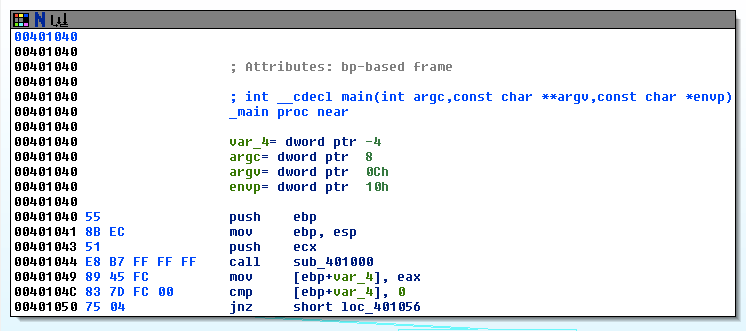 00401040
00401040
00401040 ; Attributes: bp-based frame
00401040
00401040 ; int __cdecl main(int argc,const char **argv,const char *envp)
00401040 _main proc near
00401040
00401040 var_4= dword ptr -4
00401040 argc= dword ptr 8
00401040 argv= dword ptr 0Ch
00401040 envp= dword ptr 10h
00401040
00401040 55 push ebp
00401041 8B EC mov ebp, esp
00401043 51 push ecx
00401044 E8 B7 FF FF FF call sub_401000
00401049 89 45 FC mov [ebp+var_4], eax
0040104C 83 7D FC 00 cmp [ebp+var_4], 0
00401050 75 04 jnz short loc_401056